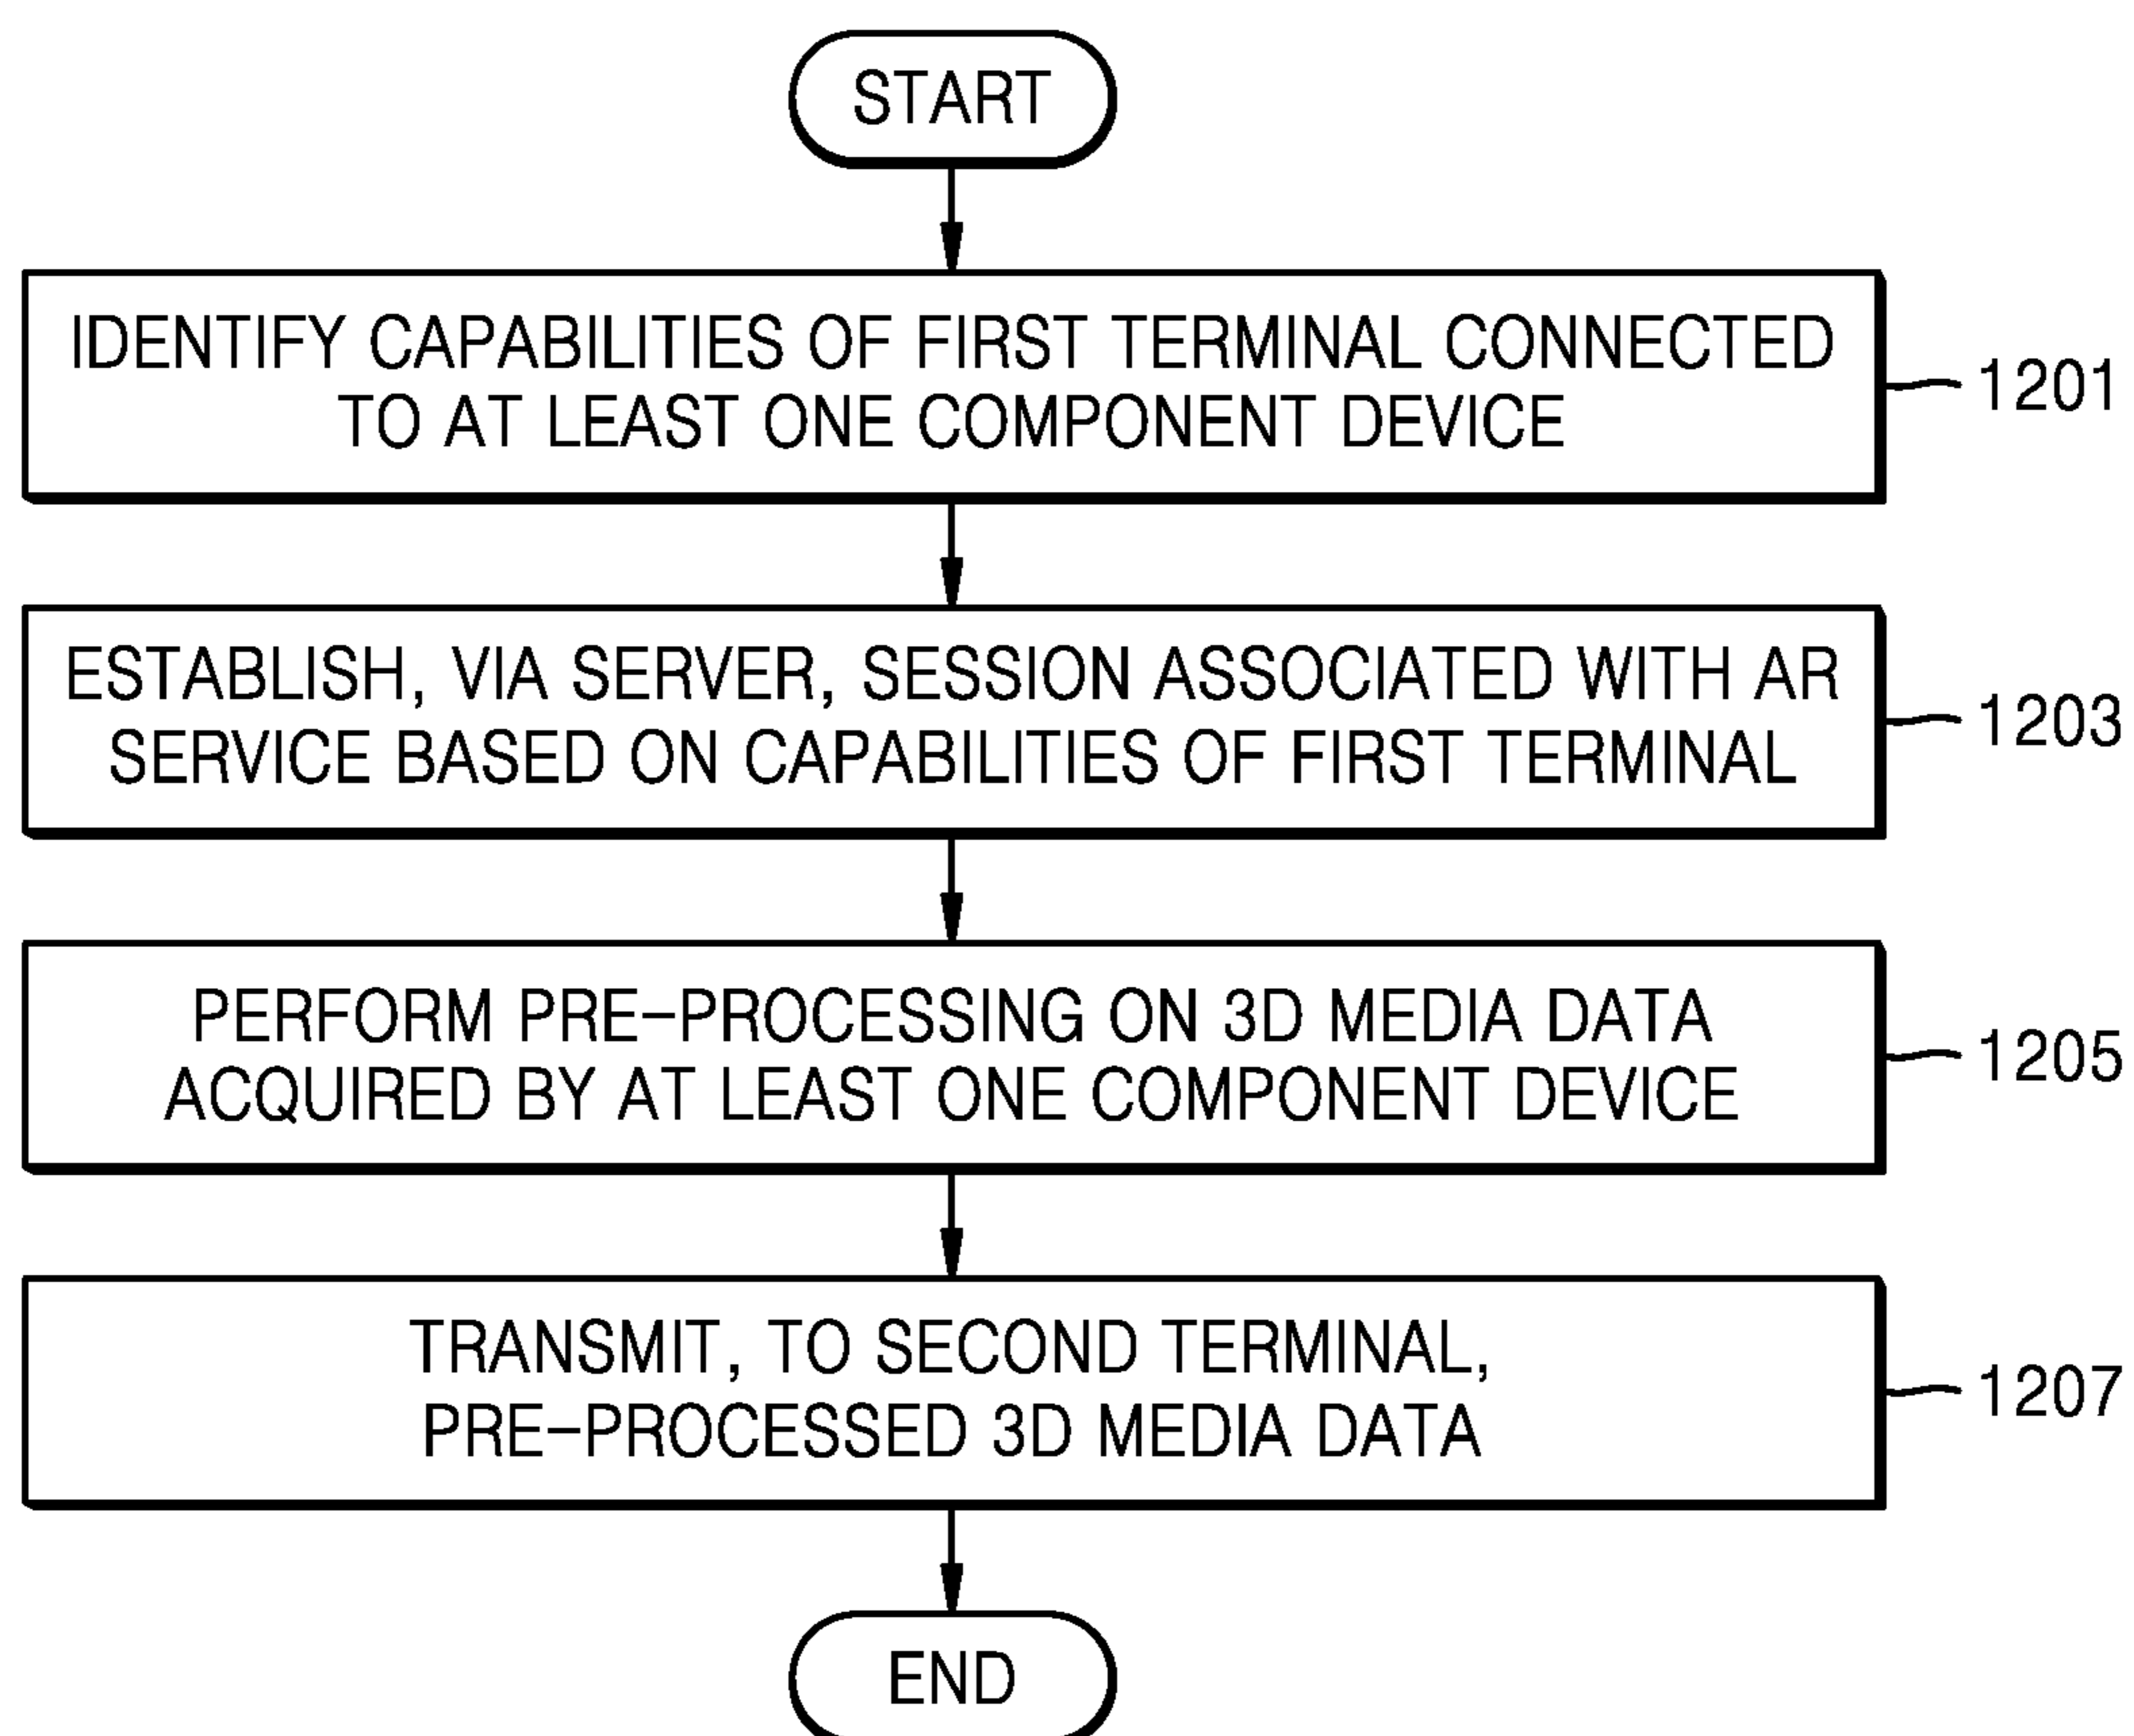 START
IDENTIFY CAPABILITIES OF FIRST TERMINAL CONNECTED
TO AT LEAST ONE COMPONENT DEVICE
1201
ESTABLISH, VIA SERVER, SESSION ASSOCIATED WITH AR
SERVICE BASED ON CAPABILITIES OF FIRST TERMINAL
1203
PERFORM PRE-PROCESSING ON 3D MEDIA DATA
ACQUIRED BY AT LEAST ONE COMPONENT DEVICE
1205
TRANSMIT, TO SECOND TERMINAL,
PRE-PROCESSED 3D MEDIA DATA
1207
END